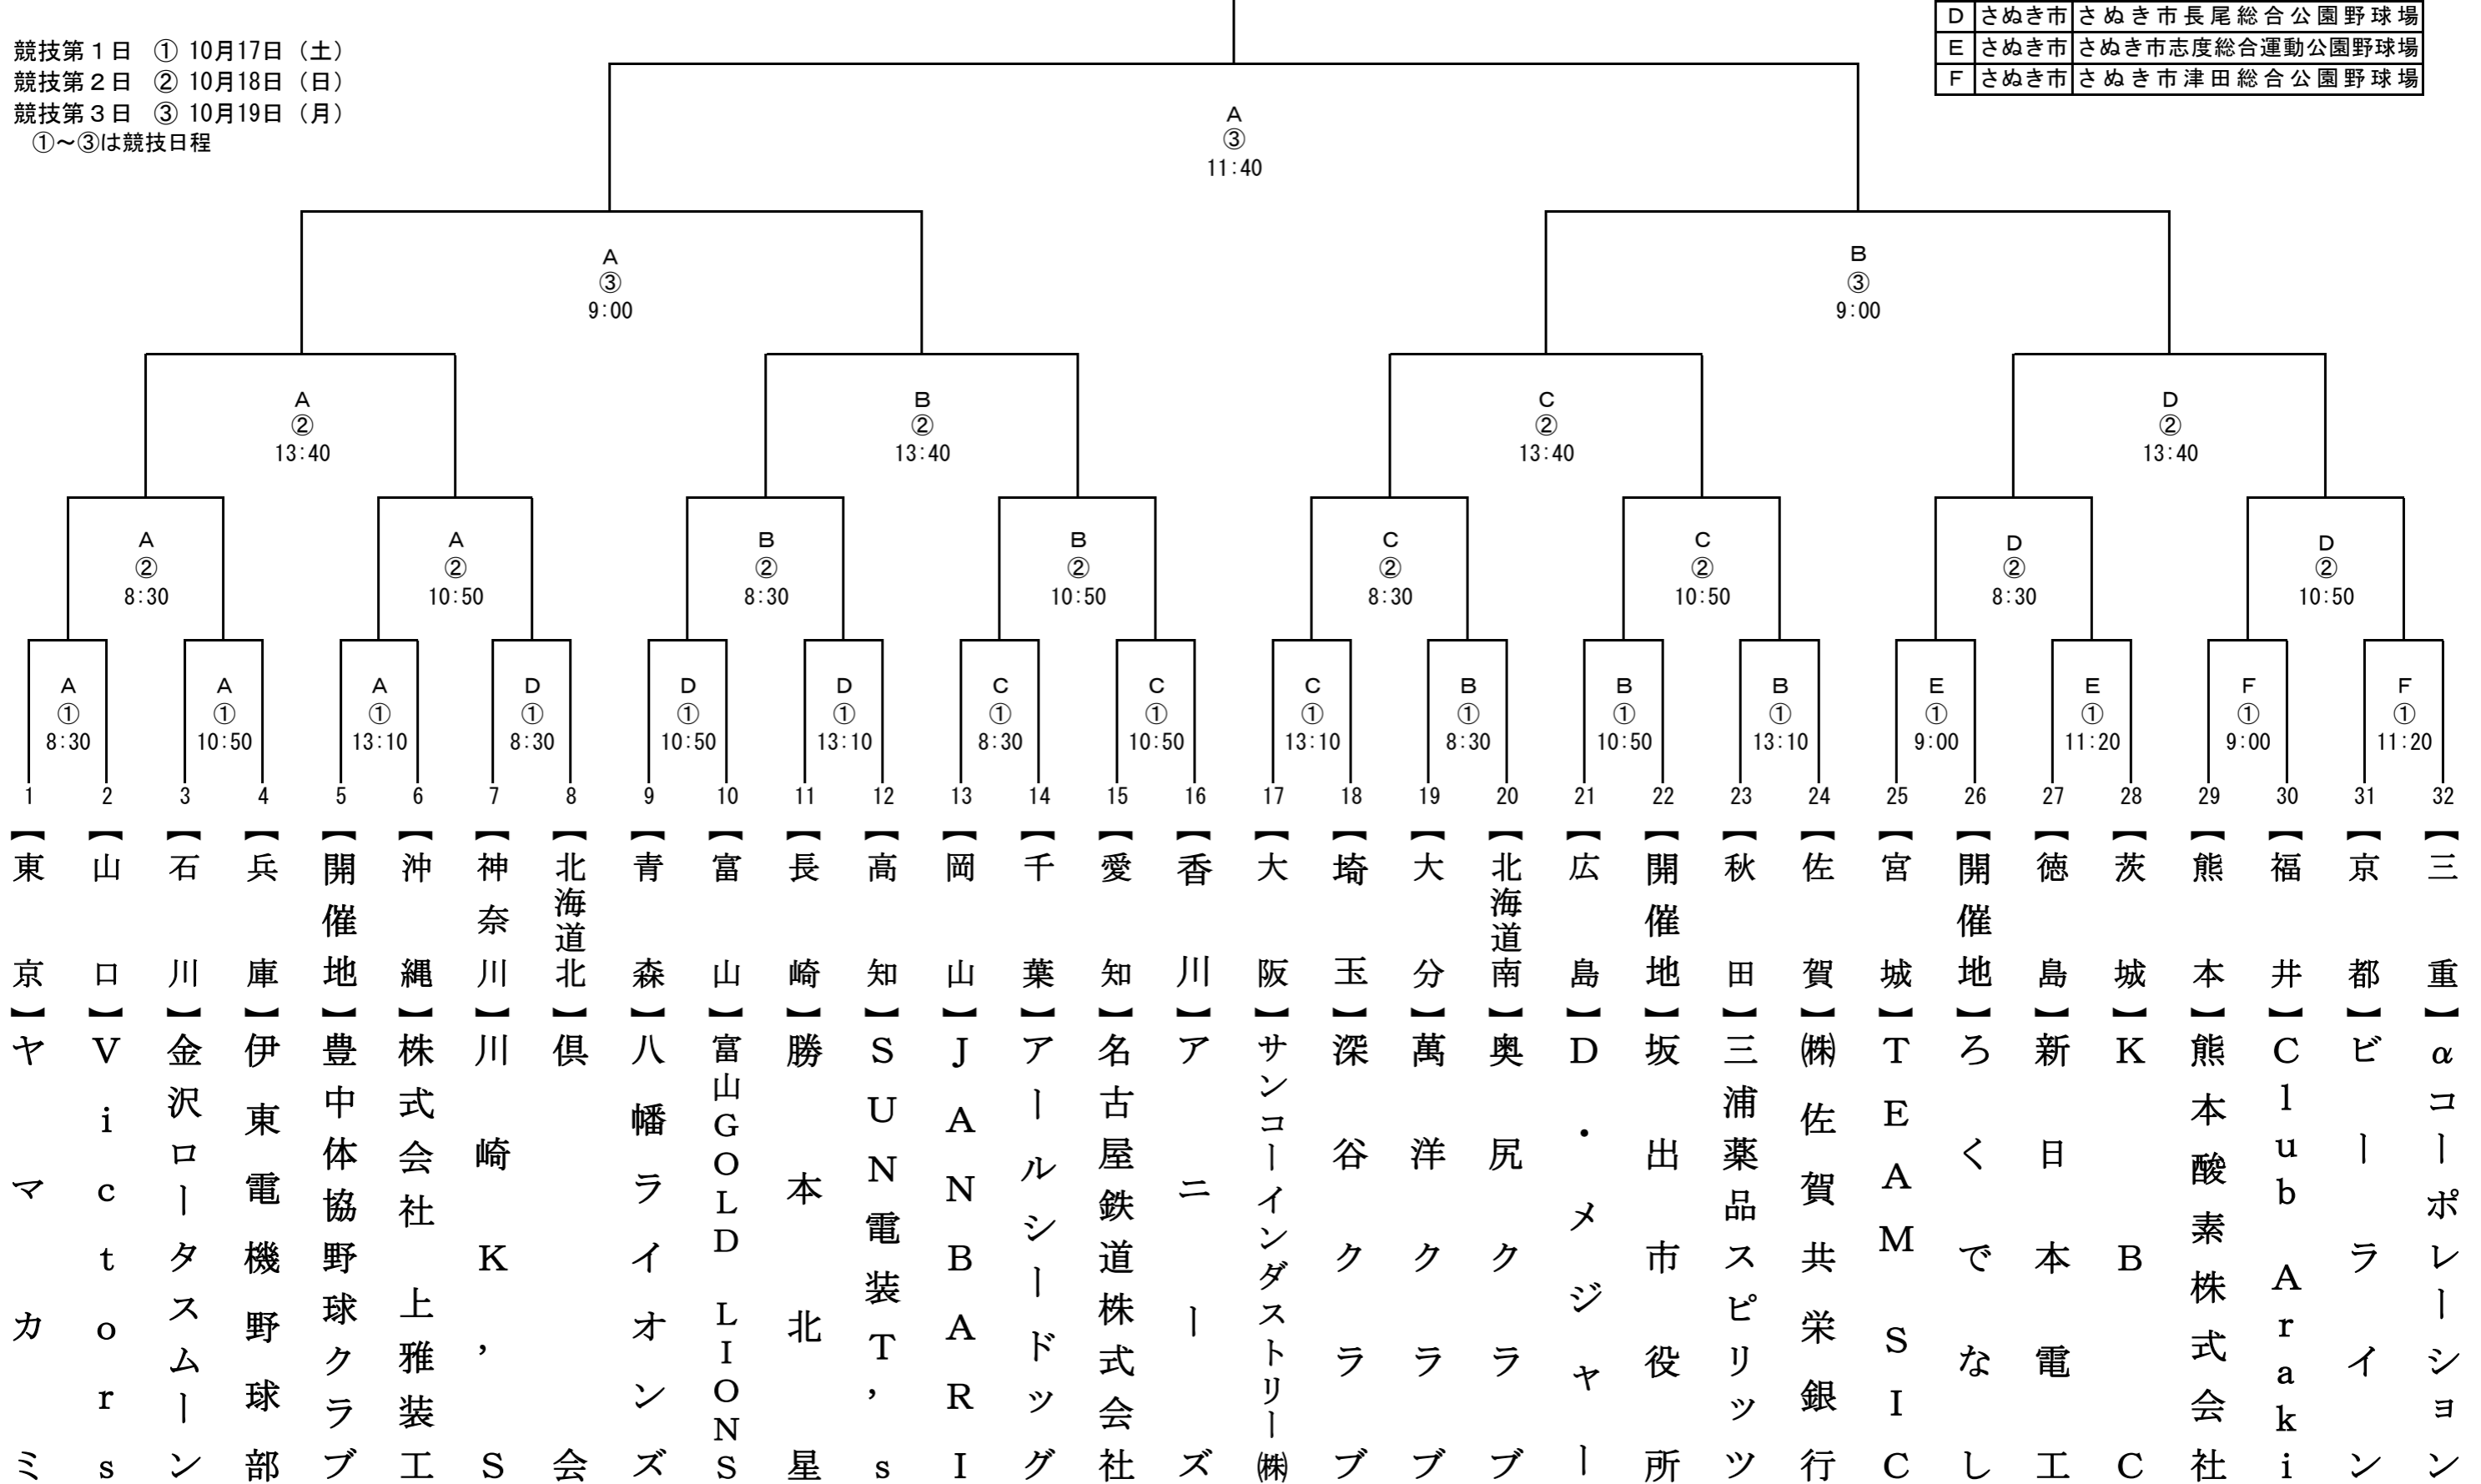 D さぬき市 さぬき市長尾総合公園野球場
E さぬき市 さぬき市志度総合運動公園野球場
F さぬき市 さぬき市津田総合公園野球場
競技第1日 ① 10月17日（土）
競技第2日 ② 10月18日（日）
競技第3日 ③ 10月19日（月）
①～③は競技日程
A
③
11:40
A
③
9:00
B
③
9:00
A
②
13:40
B
②
13:40
C
②
13:40
D
②
13:40
A
②
8:30
A
②
10:50
B
②
8:30
B
②
10:50
C
②
8:30
C
②
10:50
D
②
8:30
D
②
10:50
A
①
8:30
A
①
10:50
A
①
13:10
D
①
8:30
D
①
10:50
D
①
13:10
C
①
8:30
C
①
10:50
C
①
13:10
B
①
8:30
B
①
10:50
B
①
13:10
E
①
9:00
E
①
11:20
F
①
9:00
F
①
11:20
1 2 3 4 5 6 7 8 9 10 11 12 13 14 15 16 17 18 19 20 21 22 23 24 25 26 27 28 29 30 31 32
【東京】ヤマカミ
【山口】Victors
【石川】金沢ロータスムーン
【兵庫】伊東電機野球部
【開催地】豊中体協野球クラブ
【沖縄】株式会社 上雅装工
【神奈川】川崎K’S
【北海道北】倶会
【青森】八幡ライオンズ
【富山】富山GOLD LIONS
【長崎】勝本北星
【高知】SUN電装T’s
【岡山】JANBARI
【千葉】アールシードッグ
【愛知】名古屋鉄道株式会社
【香川】アニーズ
【大阪】サンコーインダストリー㈱
【埼玉】深谷クラブ
【大分】萬洋クラブ
【北海道南】奥尻クラブ
【広島】D・メジャー
【開催地】坂出市役所
【秋田】三浦薬品スピリッツ
【佐賀】㈱佐賀共栄銀行
【宮城】TEAM SIC
【開催地】ろくでなし
【徳島】新日本電工
【茨城】KBC
【熊本】熊本酸素株式会社
【福井】Club Araki
【京都】ビーライン
【三重】αコーポレーション